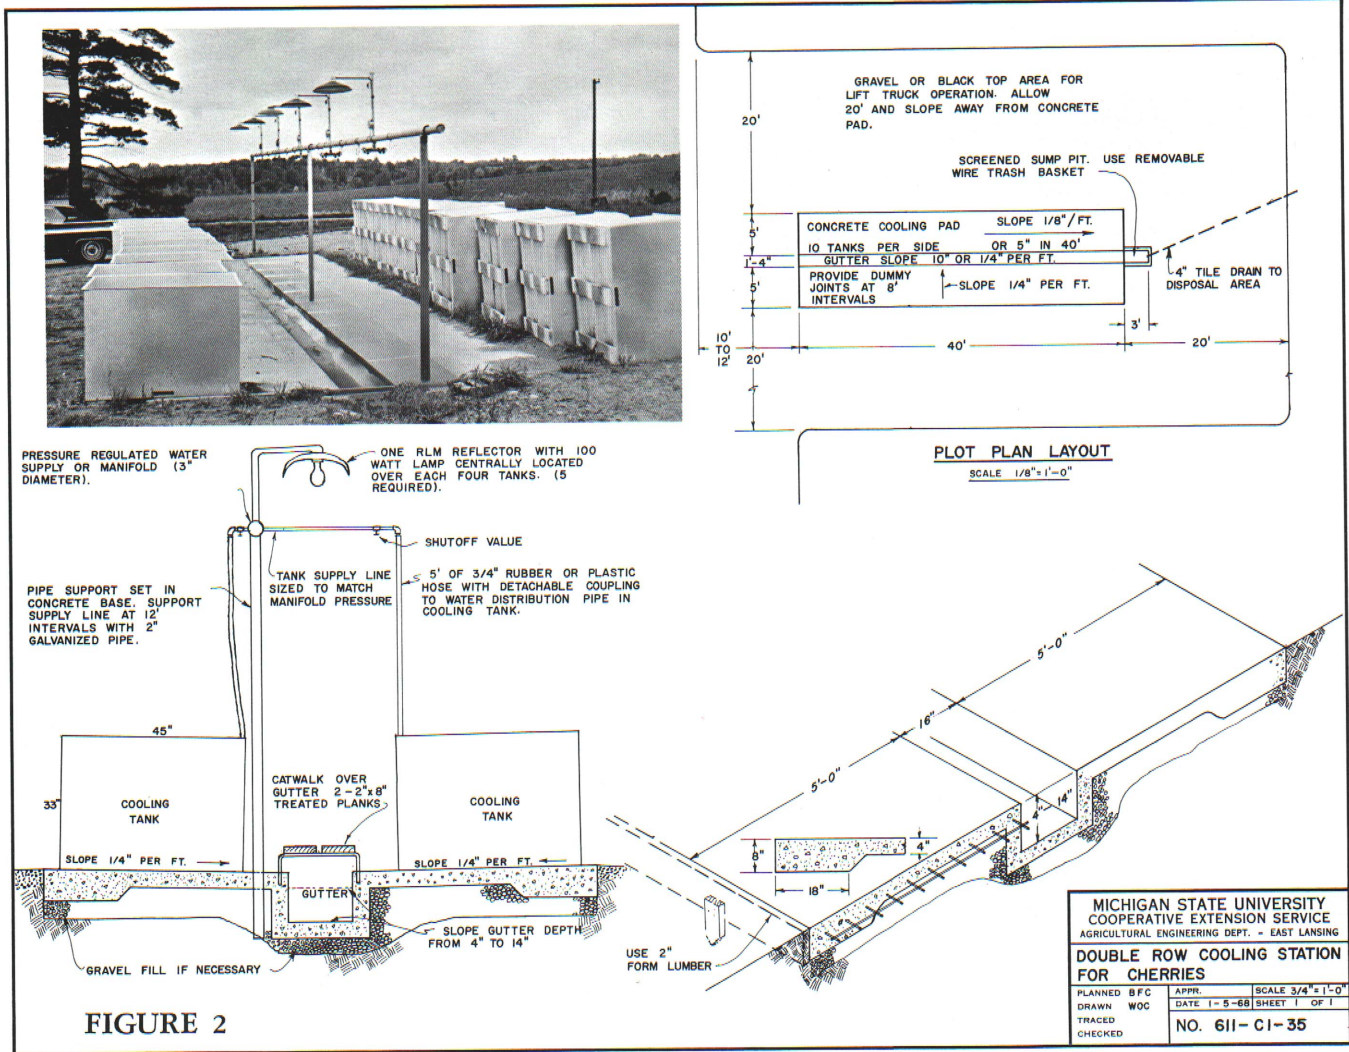 20'
GRAVEL OR BLACK TOP AREA FOR
LIFT TRUCK OPERATION. ALLOW
20' AND SLOPE AWAY FROM CONCRETE
PAD.
SCREENED SUMP PIT. USE REMOVABLE
WIRE TRASH BASKET
5'
1'-4"
5'
CONCRETE COOLING PAD
SLOPE 1/8"/FT.
10 TANKS PER SIDE
OR 5" IN 40'
GUTTER SLOPE 10" OR 1/4" PER FT.
PROVIDE DUMMY
JOINTS AT 8'
INTERVALS
SLOPE 1/4" PER FT.
4" TILE DRAIN TO
DISPOSAL AREA
3'
10'
TO
12'
20'
40'
20'
PLOT PLAN LAYOUT
SCALE 1/8"=1'-0"
PRESSURE REGULATED WATER
SUPPLY OR MANIFOLD (3"
DIAMETER).
ONE RLM REFLECTOR WITH 100
WATT LAMP CENTRALLY LOCATED
OVER EACH FOUR TANKS. (5
REQUIRED).
SHUTOFF VALUE
TANK SUPPLY LINE
SIZED TO MATCH
MANIFOLD PRESSURE
5' OF 3/4" RUBBER OR PLASTIC
HOSE WITH DETACHABLE COUPLING
TO WATER DISTRIBUTION PIPE IN
COOLING TANK.
PIPE SUPPORT SET IN
CONCRETE BASE. SUPPORT
SUPPLY LINE AT 12'
INTERVALS WITH 2"
GALVANIZED PIPE.
45"
33"
COOLING
TANK
CATWALK OVER
GUTTER 2-2"x8"
TREATED PLANKS
COOLING
TANK
SLOPE 1/4" PER FT.
SLOPE 1/4" PER FT.
GUTTER
SLOPE GUTTER DEPTH
FROM 4" TO 14"
GRAVEL FILL IF NECESSARY
5'-0"
16"
5'-0"
4"-14"
8"
4"
18"
USE 2"
FORM LUMBER
FIGURE 2
MICHIGAN STATE UNIVERSITY
COOPERATIVE EXTENSION SERVICE
AGRICULTURAL ENGINEERING DEPT. - EAST LANSING
DOUBLE ROW COOLING STATION
FOR CHERRIES
PLANNED BFC
DRAWN WOC
TRACED
CHECKED
APPR.
SCALE 3/4"=1'-0"
DATE 1-5-68
SHEET 1 OF 1
NO. 611-C1-35